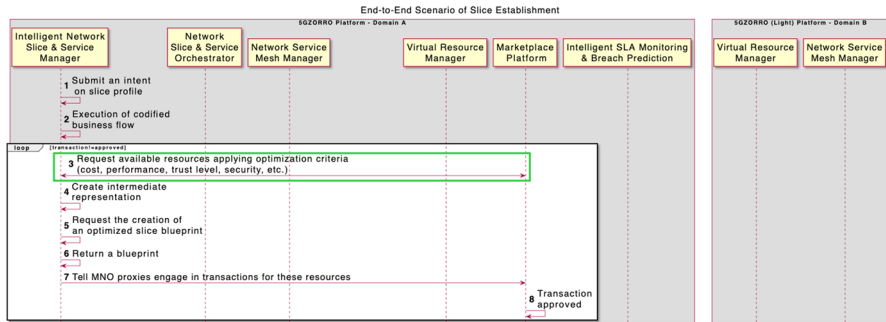 End-to-End Scenario of Slice Establishment
5GZORRO Platform - Domain A
5GZORRO (Light) Platform - Domain B
Intelligent Network
Slice & Service
Manager
Network
Slice & Service
Orchestrator
Network Service
Mesh Manager
Virtual Resource
Manager
Marketplace
Platform
Intelligent SLA Monitoring
& Breach Prediction
Virtual Resource
Manager
Network Service
Mesh Manager
1 Submit an intent
on slice profile
2 Execution of codified
business flow
loop [transaction!=approved]
3 Request available resources applying optimization criteria
(cost, performance, trust level, security, etc.)
4 Create intermediate
representation
5 Request the creation of
an optimized slice blueprint
6 Return a blueprint
7 Tell MNO proxies engage in transactions for these resources
8 Transaction
approved